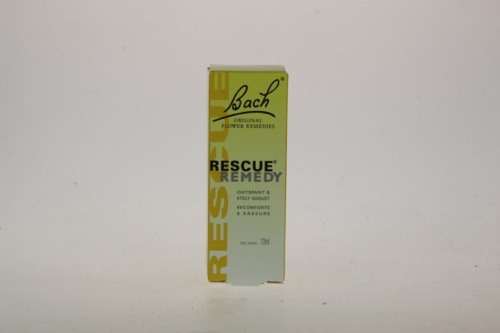 RESCUE
Bach
ORIGINAL
FLOWER REMEDIES
RESCUE®
REMEDY
ONTSPANT &
STELT GERUST
RECONFORTE
& RASSURE
10ml